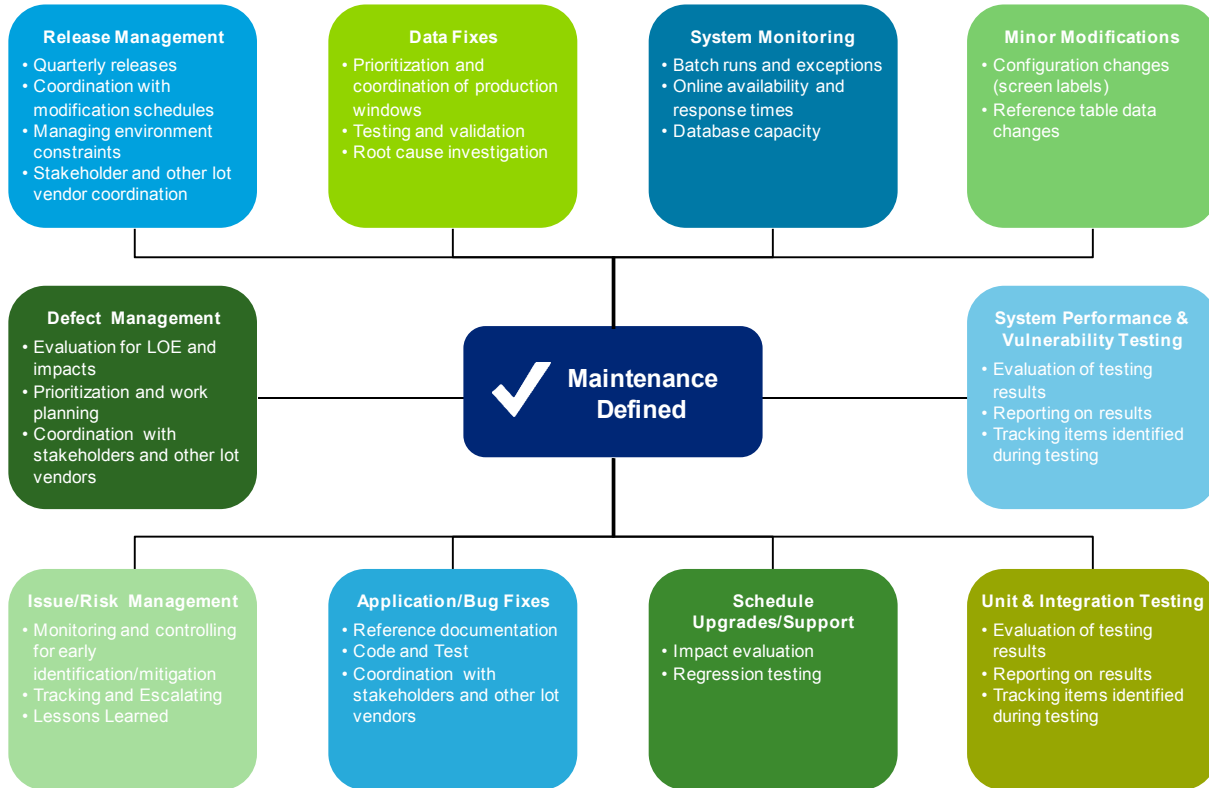 Release Management
• Quarterly releases
• Coordination with
modification schedules
• Managing environment
constraints
• Stakeholder and other lot
vendor coordination
Data Fixes
• Prioritization and
coordination of production
windows
• Testing and validation
• Root cause investigation
System Monitoring
• Batch runs and exceptions
• Online availability and
response times
• Database capacity
Minor Modifications
• Configuration changes
(screen labels)
• Reference table data
changes
Defect Management
• Evaluation for LOE and
impacts
• Prioritization and work
planning
• Coordination with
stakeholders and other lot
vendors
Maintenance
Defined
System Performance &
Vulnerability Testing
• Evaluation of testing
results
• Reporting on results
• Tracking items identified
during testing
Issue/Risk Management
• Monitoring and controlling
for early
identification/mitigation
• Tracking and Escalating
• Lessons Learned
Application/Bug Fixes
• Reference documentation
• Code and Test
• Coordination with
stakeholders and other lot
vendors
Schedule
Upgrades/Support
• Impact evaluation
• Regression testing
Unit & Integration Testing
• Evaluation of testing
results
• Reporting on results
• Tracking items identified
during testing